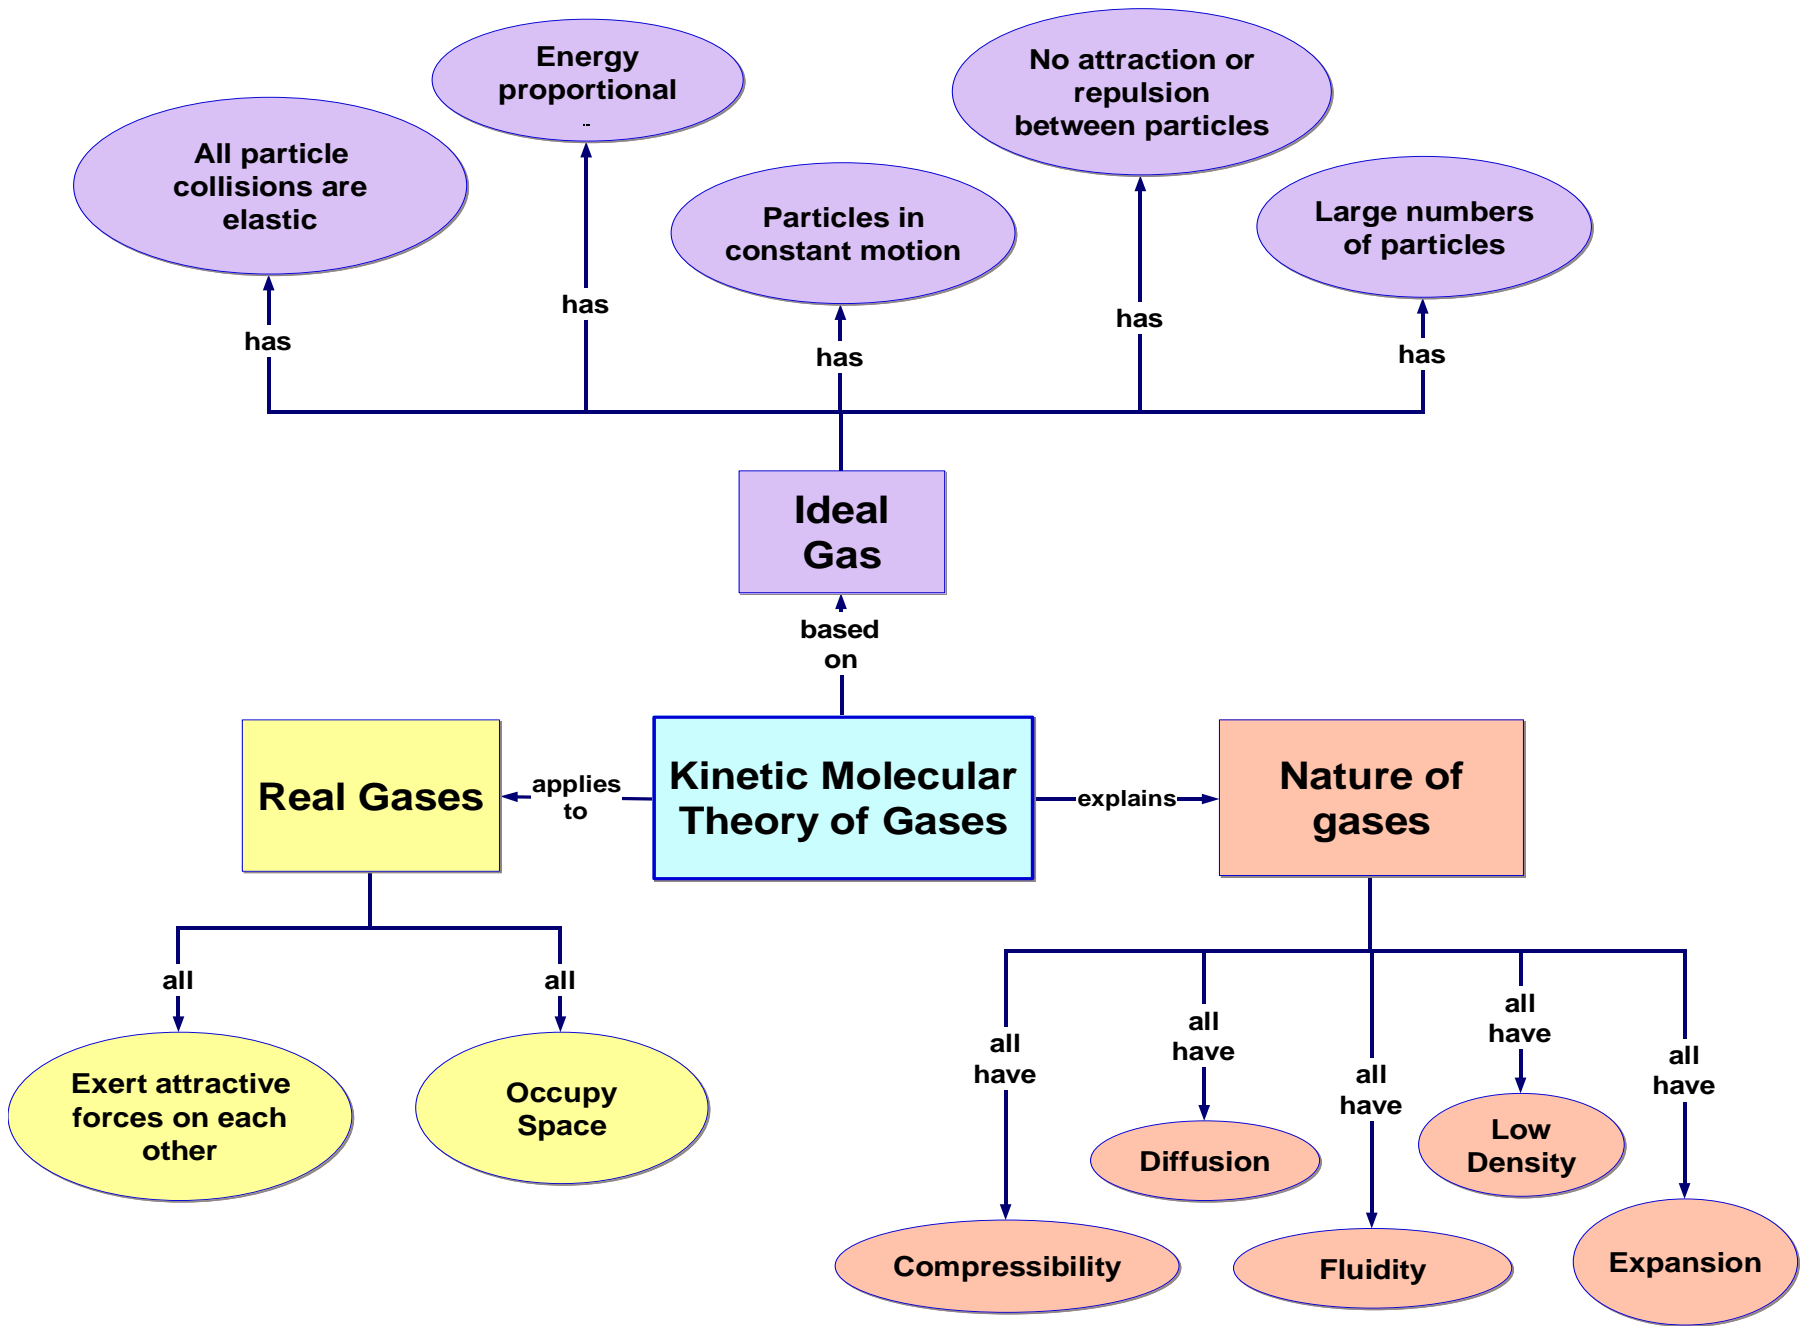 Energy
proportional
..
No attraction or
repulsion
between particles
All particle
collisions are
elastic
Particles in
constant motion
Large numbers
of particles
has
has
has
has
has
Ideal
Gas
based
on
Real Gases
applies
to
Kinetic Molecular
Theory of Gases
explains
Nature of
gases
all
all
Exert attractive
forces on each
other
Occupy
Space
all
have
all
have
all
have
all
have
all
have
Compressibility
Diffusion
Fluidity
Low
Density
Expansion